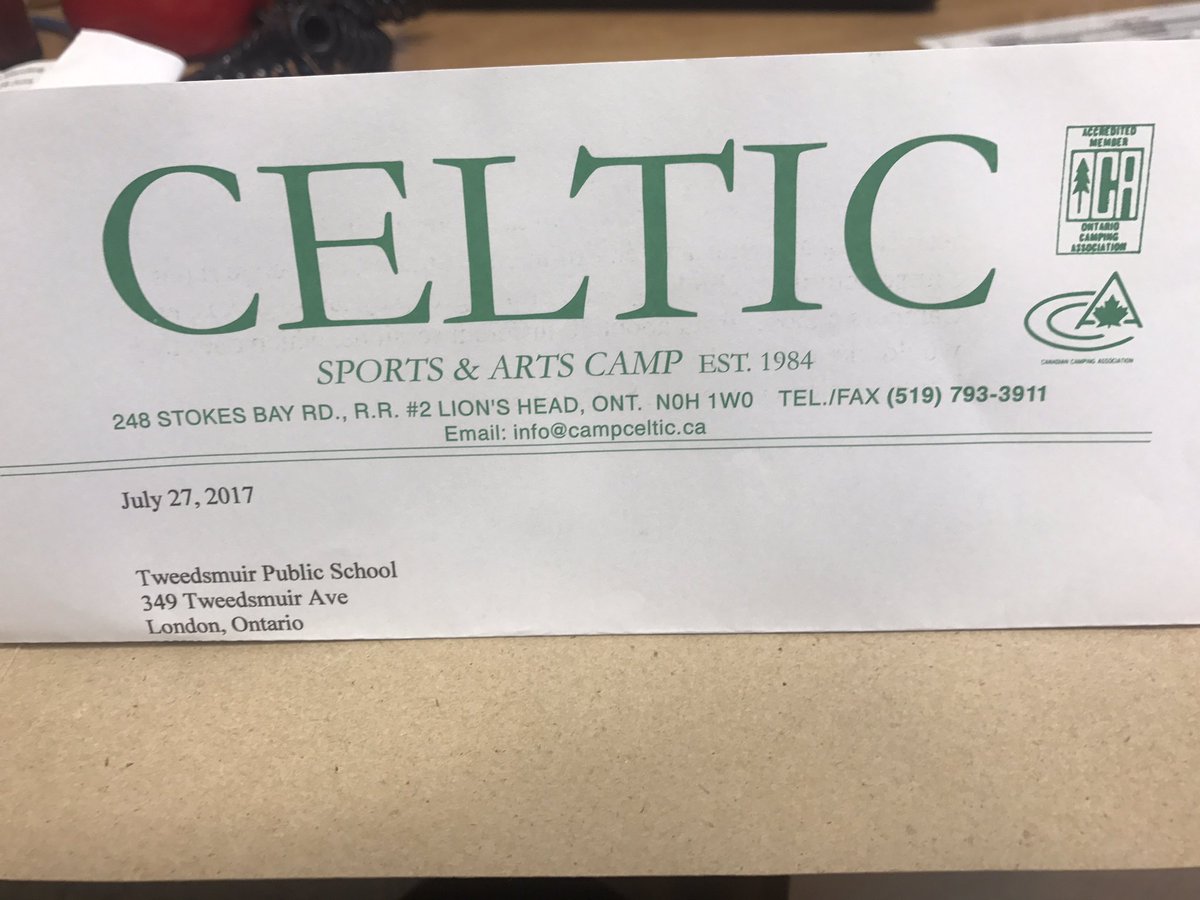 CELTIC
SPORTS & ARTS CAMP EST. 1984
248 STOKES BAY RD., R.R. #2 LION'S HEAD, ONT. N0H 1W0 TEL./FAX (519) 793-3911
Email: info@campceltic.ca
ACCREDITED
MEMBER
OCA
ONTARIO
CAMPING
ASSOCIATION
CCA
CANADIAN CAMPING ASSOCIATION
July 27, 2017
Tweedsmuir Public School
349 Tweedsmuir Ave
London, Ontario